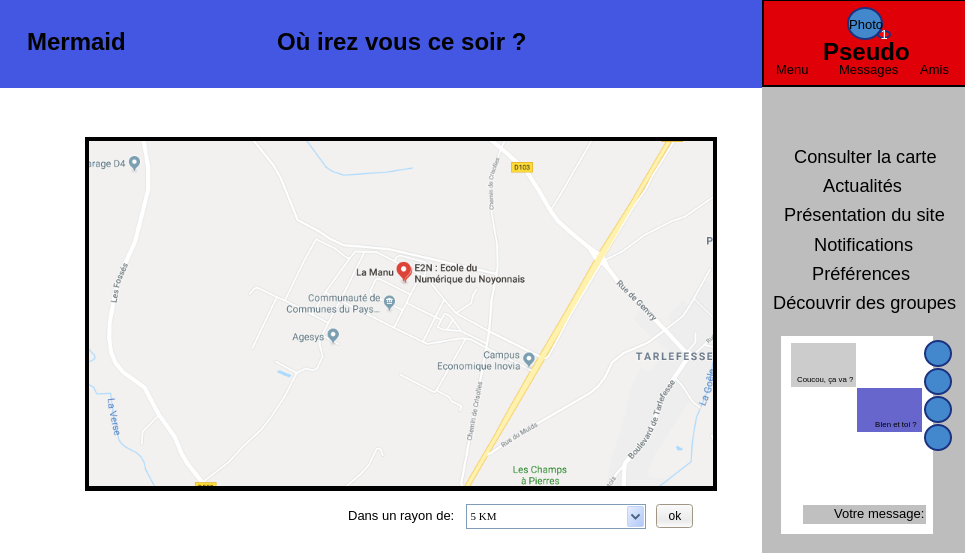 Mermaid
Où irez vous ce soir ?
Photo
1
Pseudo
Menu
Messages
Amis
arage D4
D103
Chemin de Crisolles
La Manu
E2N : Ecole du
Numérique du Noyonnais
Les Fossés
Communauté de
Communes du Pays...
Agesys
Campus
Economique Inovia
Rue de Genvry
P
TARLEFESSE
La Goële
La Verse
Chemin de Crisolles
Rue du Muids
Boulevard de Tarlefesse
Les Champs
à Pierres
Dans un rayon de:
5 KM
ok
Consulter la carte
Actualités
Présentation du site
Notifications
Préférences
Découvrir des groupes
Coucou, ça va ?
Bien et toi ?
Votre message: